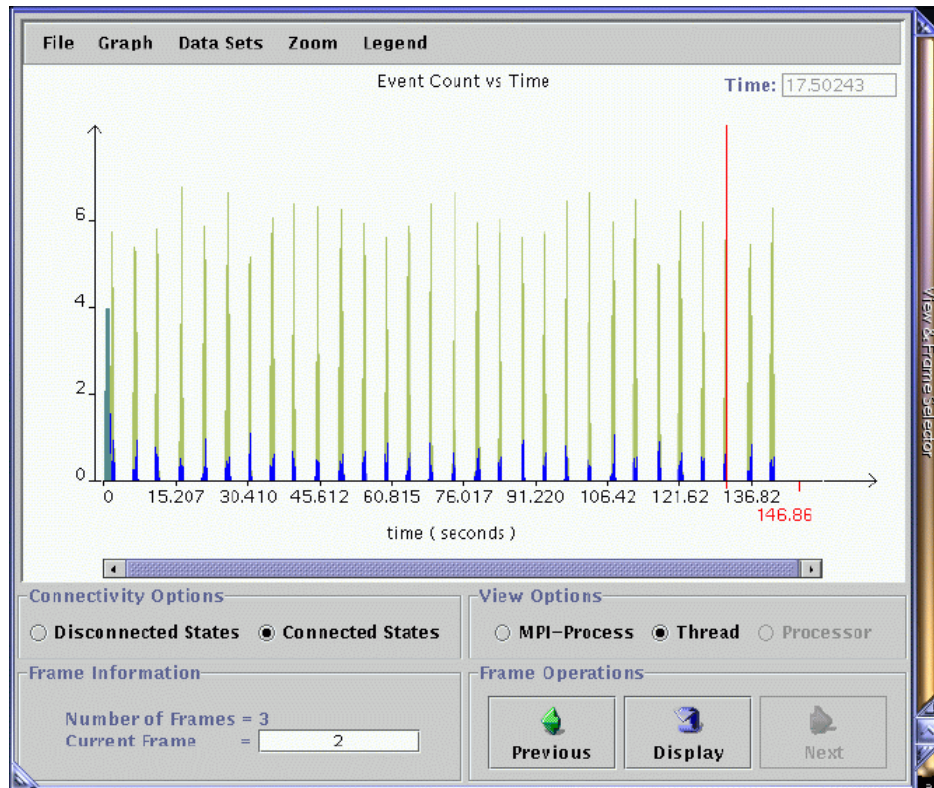 File Graph Data Sets Zoom Legend
Event Count vs Time
Time: 17.50243
6
4
2
0
0 15.207 30.410 45.612 60.815 76.017 91.220 106.42 121.62 136.82
146.86
time ( seconds )
Connectivity Options
Disconnected States Connected States
View Options
MPI-Process Thread Processor
Frame Information
Number of Frames = 3
Current Frame = 2
Frame Operations
Previous Display Next
View & Frame Selector